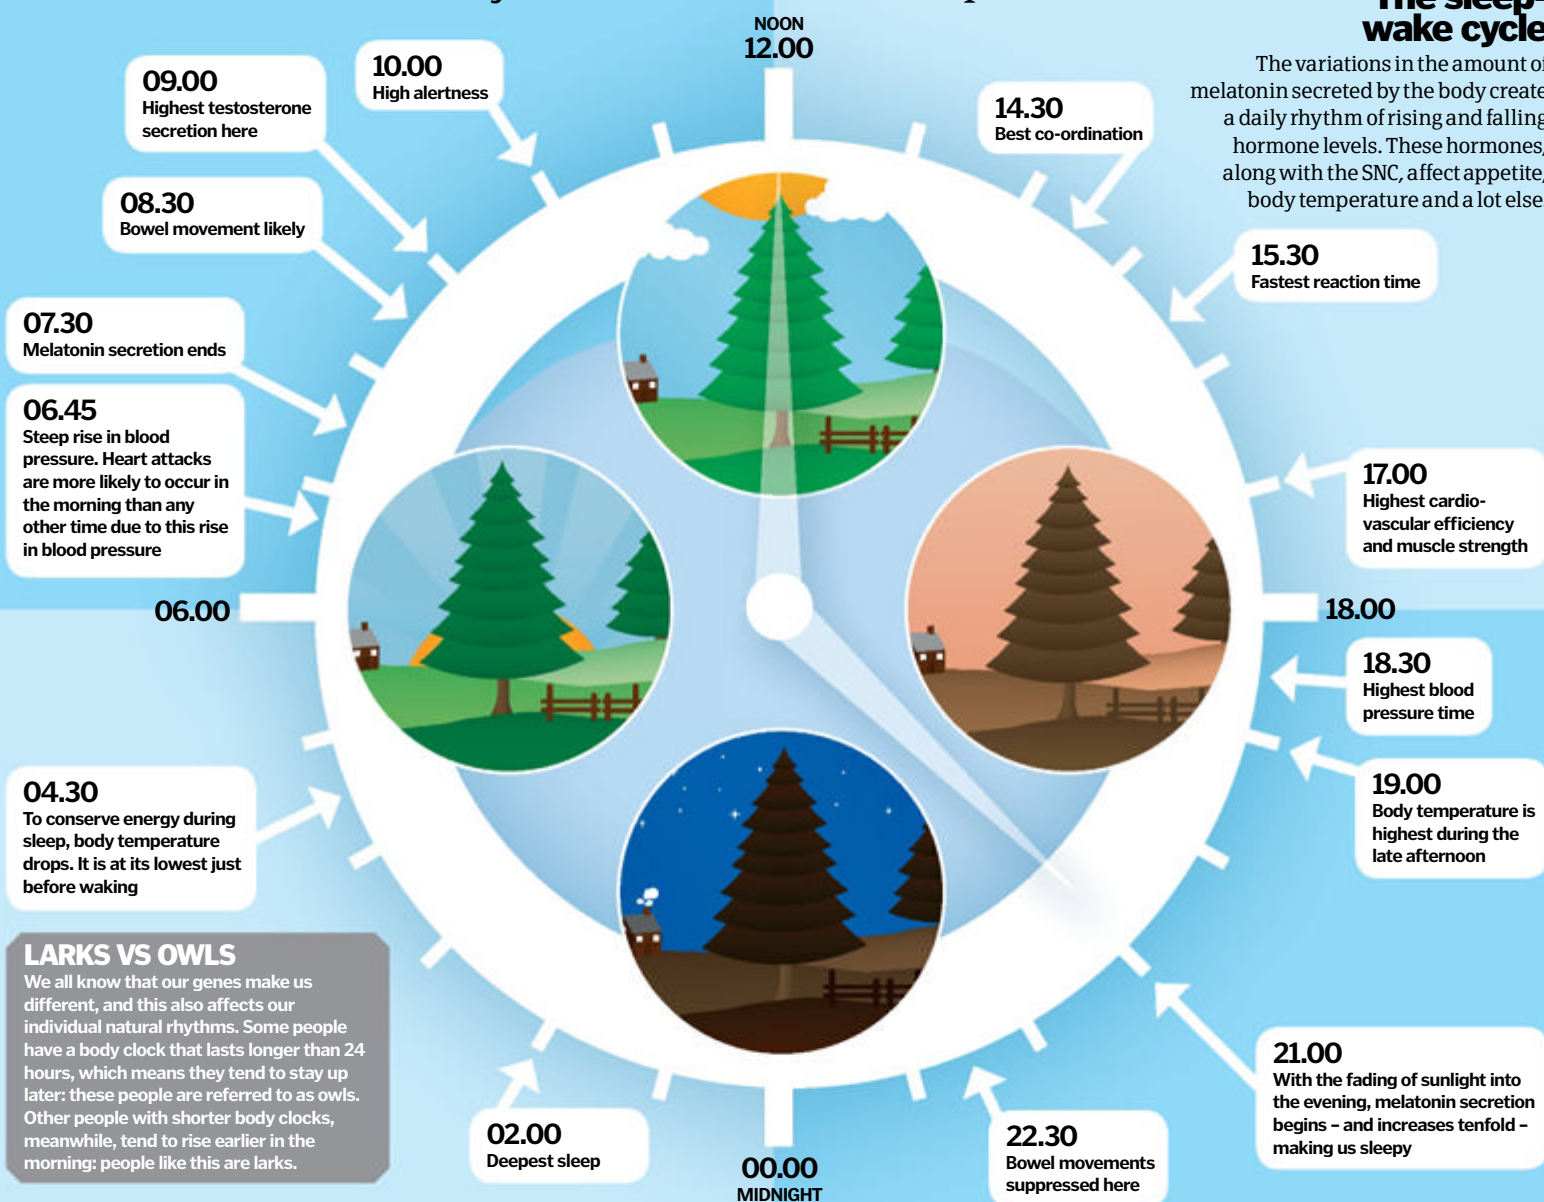 The sleep-
wake cycle
The variations in the amount of
melatonin secreted by the body create
a daily rhythm of rising and falling
hormone levels. These hormones,
along with the SNC, affect appetite,
body temperature and a lot else.
NOON
12.00
14.30
Best co-ordination
15.30
Fastest reaction time
17.00
Highest cardio-
vascular efficiency
and muscle strength
18.00
18.30
Highest blood
pressure time
19.00
Body temperature is
highest during the
late afternoon
21.00
With the fading of sunlight into
the evening, melatonin secretion
begins – and increases tenfold –
making us sleepy
22.30
Bowel movements
suppressed here
00.00
MIDNIGHT
02.00
Deepest sleep
04.30
To conserve energy during
sleep, body temperature
drops. It is at its lowest just
before waking
06.00
06.45
Steep rise in blood
pressure. Heart attacks
are more likely to occur in
the morning than any
other time due to this rise
in blood pressure
07.30
Melatonin secretion ends
08.30
Bowel movement likely
09.00
Highest testosterone
secretion here
10.00
High alertness
LARKS VS OWLS
We all know that our genes make us
different, and this also affects our
individual natural rhythms. Some people
have a body clock that lasts longer than 24
hours, which means they tend to stay up
later: these people are referred to as owls.
Other people with shorter body clocks,
meanwhile, tend to rise earlier in the
morning: people like this are larks.